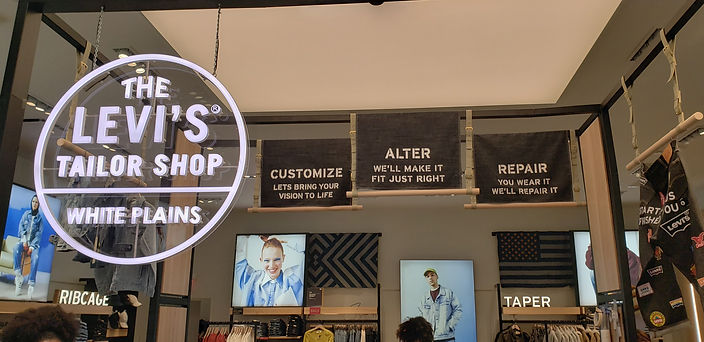 THE
LEVI'S®
TAILOR SHOP
WHITE PLAINS
CUSTOMIZE
LETS BRING YOUR
VISION TO LIFE
ALTER
WE'LL MAKE IT
FIT JUST RIGHT
REPAIR
YOU WEAR IT
WE'LL REPAIR IT
RIBCAGE
TAPER
LEVI'S